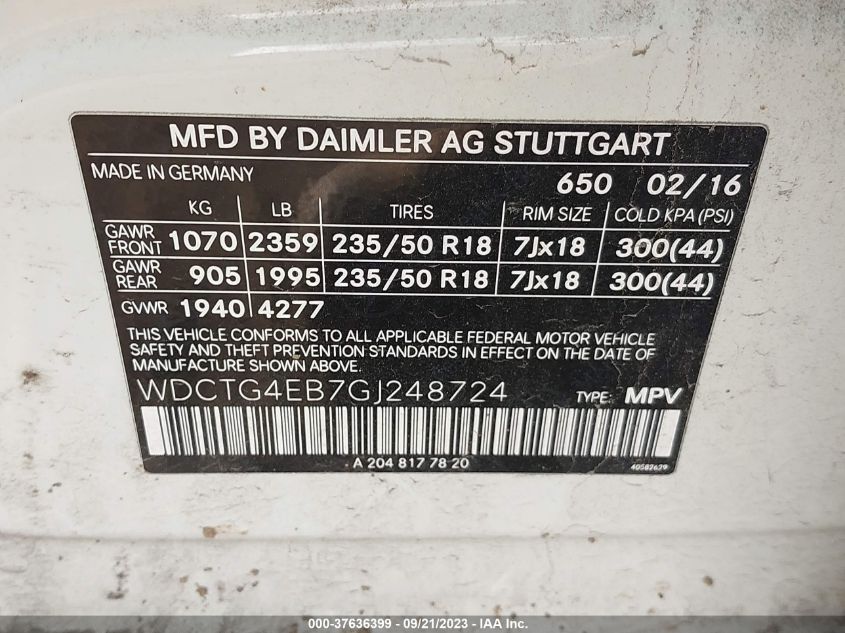 MFD BY DAIMLER AG STUTTGART
MADE IN GERMANY 650 02/16
KG LB TIRES RIM SIZE COLD KPA (PSI)
GAWR FRONT 1070 2359 235/50 R18 7Jx18 300(44)
GAWR REAR 905 1995 235/50 R18 7Jx18 300(44)
GVWR 1940 4277
THIS VEHICLE CONFORMS TO ALL APPLICABLE FEDERAL MOTOR VEHICLE
SAFETY AND THEFT PREVENTION STANDARDS IN EFFECT ON THE DATE OF
MANUFACTURE SHOWN ABOVE.
WDCTG4EB7GJ248724 TYPE: MPV
A 204 817 78 20 40582629
000-37636399 - 09/21/2023 - IAA Inc.